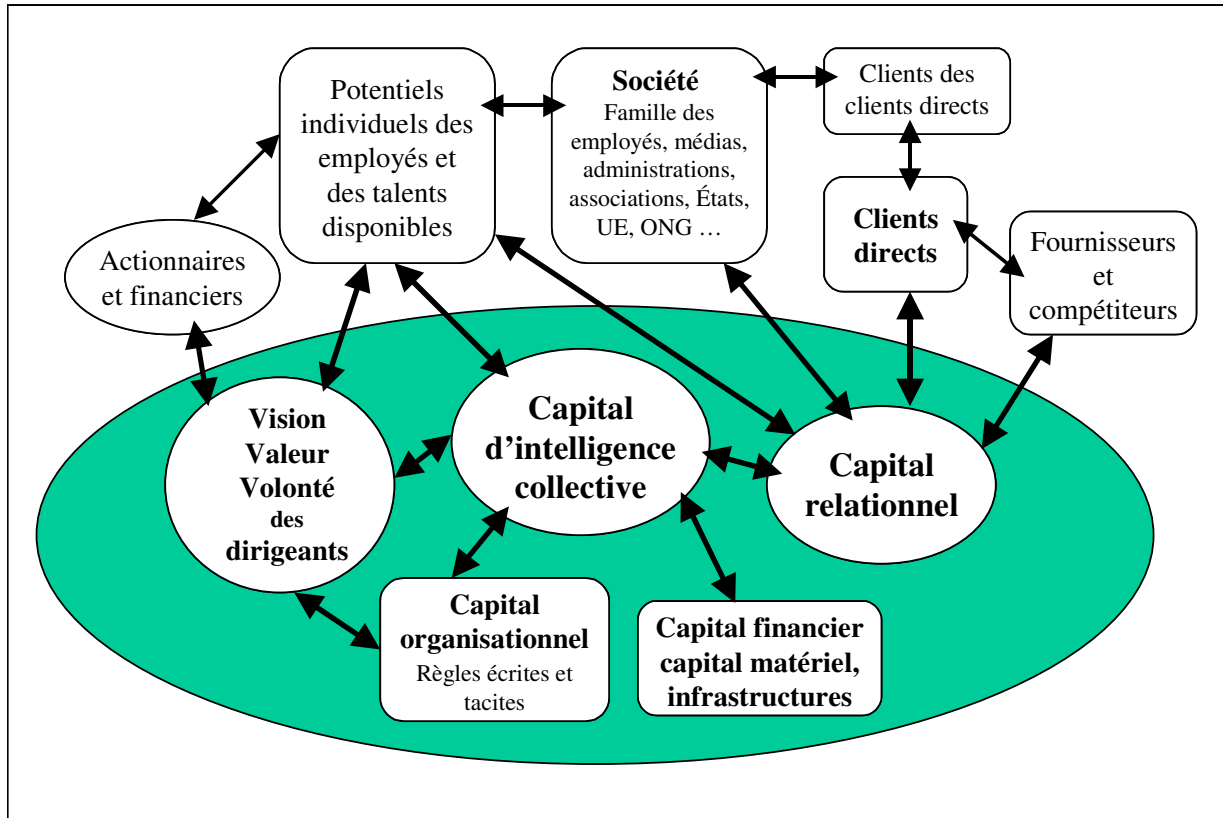 Potentiels
individuels des
employés et
des talents
disponibles
Société
Famille des
employés, médias,
administrations,
associations, États,
UE, ONG …
Clients des
clients directs
Clients
directs
Fournisseurs
et
compétiteurs
Actionnaires
et financiers
Vision
Valeur
Volonté
des
dirigeants
Capital
d’intelligence
collective
Capital
relationnel
Capital
organisationnel
Règles écrites et
tacites
Capital financier
capital matériel,
infrastructures